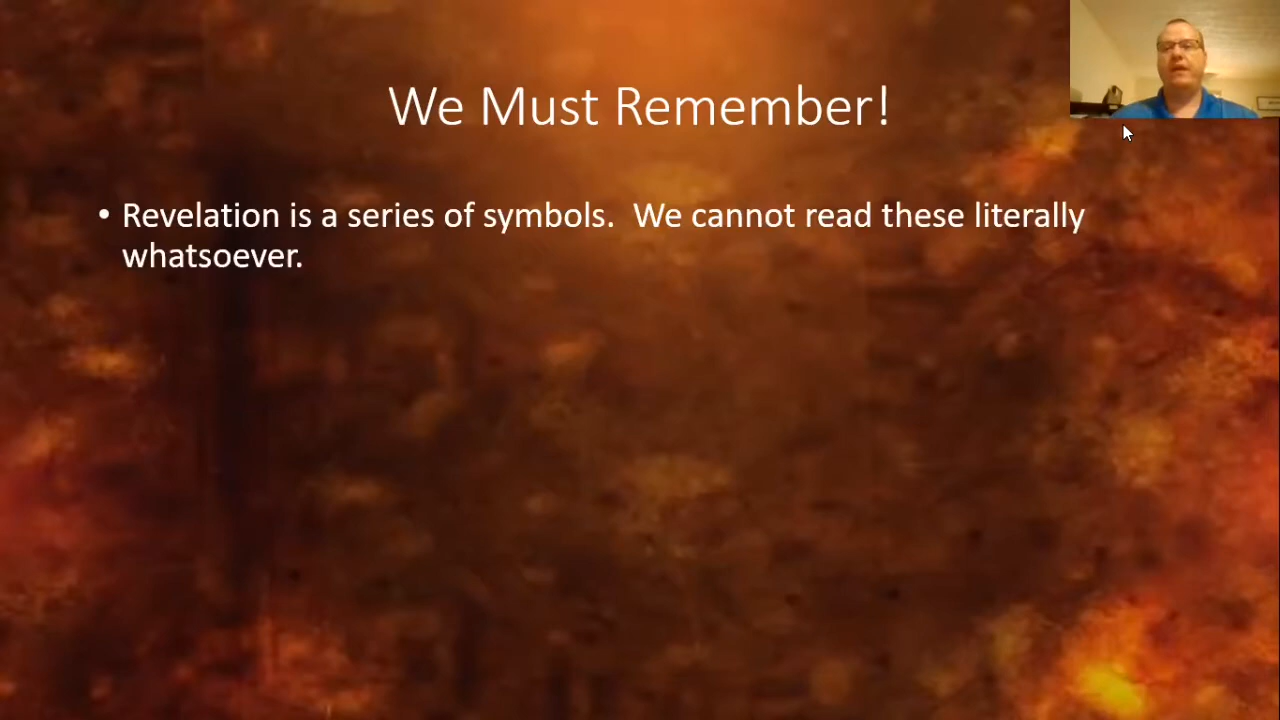 We Must Remember!
• Revelation is a series of symbols.  We cannot read these literally
whatsoever.